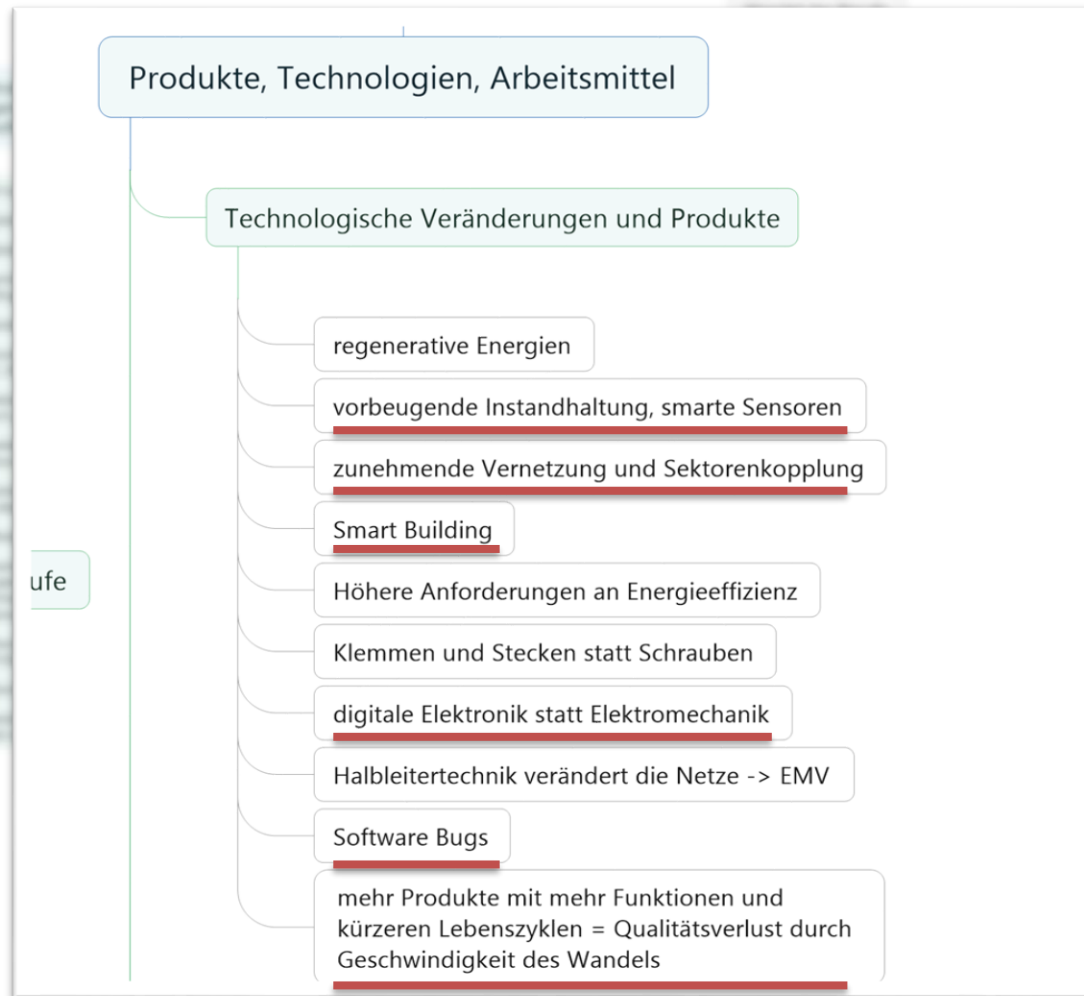 Produkte, Technologien, Arbeitsmittel
Technologische Veränderungen und Produkte
regenerative Energien
vorbeugende Instandhaltung, smarte Sensoren
zunehmende Vernetzung und Sektorenkopplung
Smart Building
ufe
Höhere Anforderungen an Energieeffizienz
Klemmen und Stecken statt Schrauben
digitale Elektronik statt Elektromechanik
Halbleitertechnik verändert die Netze -> EMV
Software Bugs
mehr Produkte mit mehr Funktionen und
kürzeren Lebenszyklen = Qualitätsverlust durch
Geschwindigkeit des Wandels